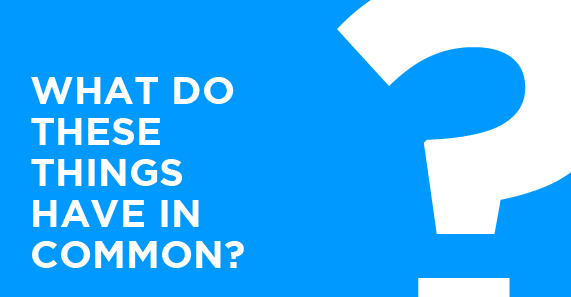 WHAT DO
THESE
THINGS
HAVE IN
COMMON?
?